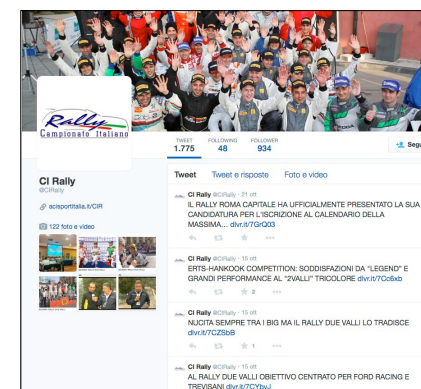 Rally
Campionato Italiano
TWEET FOLLOWING FOLLOWER
1.775 48 934
Segu
CI Rally
@CIRally
acisportitalia.it/CIR
122 foto e video
Tweet Tweet e risposte Foto e video
CI Rally @CIRally · 21 ott
IL RALLY ROMA CAPITALE HA UFFICIALMENTE PRESENTATO LA SUA
CANDIDATURA PER L'ISCRIZIONE AL CALENDARIO DELLA
MASSIMA... dlvr.it/7GrQ03
CI Rally @CIRally · 15 ott
ERTS-HANKOOK COMPETITION: SODDISFAZIONI DA "LEGEND" E
GRANDI PERFORMANCE AL "2VALLI" TRICOLORE dlvr.it/7Cc6xb
2
CI Rally @CIRally · 15 ott
NUCITA SEMPRE TRA I BIG MA IL RALLY DUE VALLI LO TRADISCE
dlvr.it/7CZSbB
1
CI Rally @CIRally · 15 ott
AL RALLY DUE VALLI OBIETTIVO CENTRATO PER FORD RACING E
TREVISANI dlvr.it/7CYbvJ